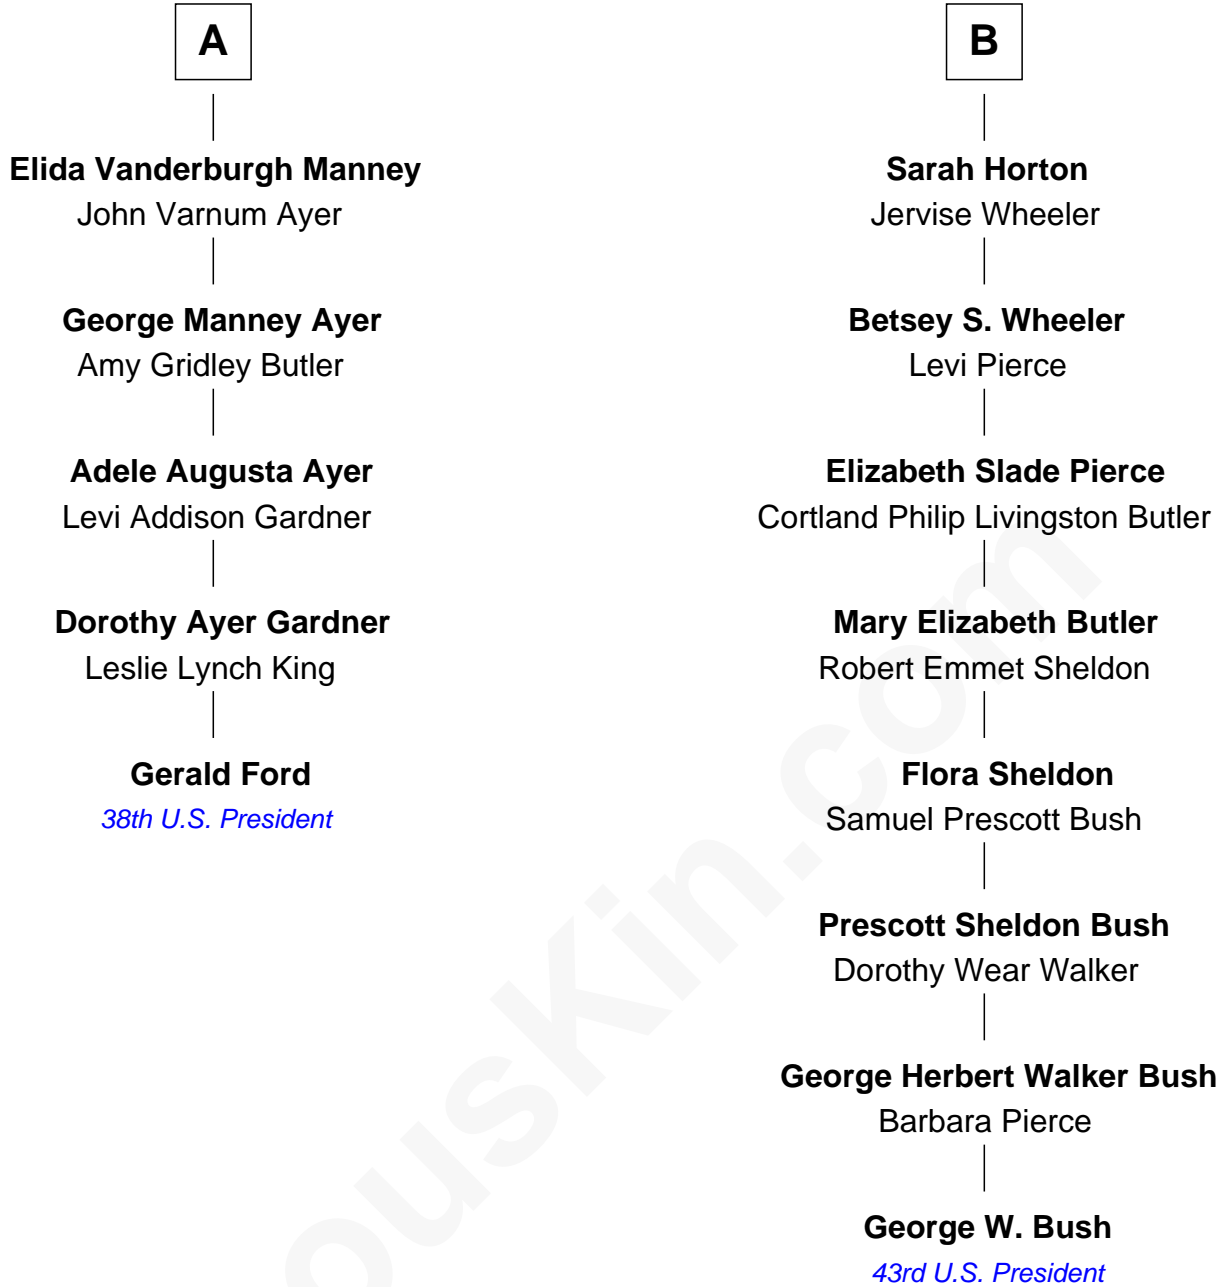 A
Elida Vanderburgh Manney
John Varnum Ayer
George Manney Ayer
Amy Gridley Butler
Adele Augusta Ayer
Levi Addison Gardner
Dorothy Ayer Gardner
Leslie Lynch King
Gerald Ford
38th U.S. President
B
Sarah Horton
Jervise Wheeler
Betsey S. Wheeler
Levi Pierce
Elizabeth Slade Pierce
Cortland Philip Livingston Butler
Mary Elizabeth Butler
Robert Emmet Sheldon
Flora Sheldon
Samuel Prescott Bush
Prescott Sheldon Bush
Dorothy Wear Walker
George Herbert Walker Bush
Barbara Pierce
George W. Bush
43rd U.S. President
ousKin.com